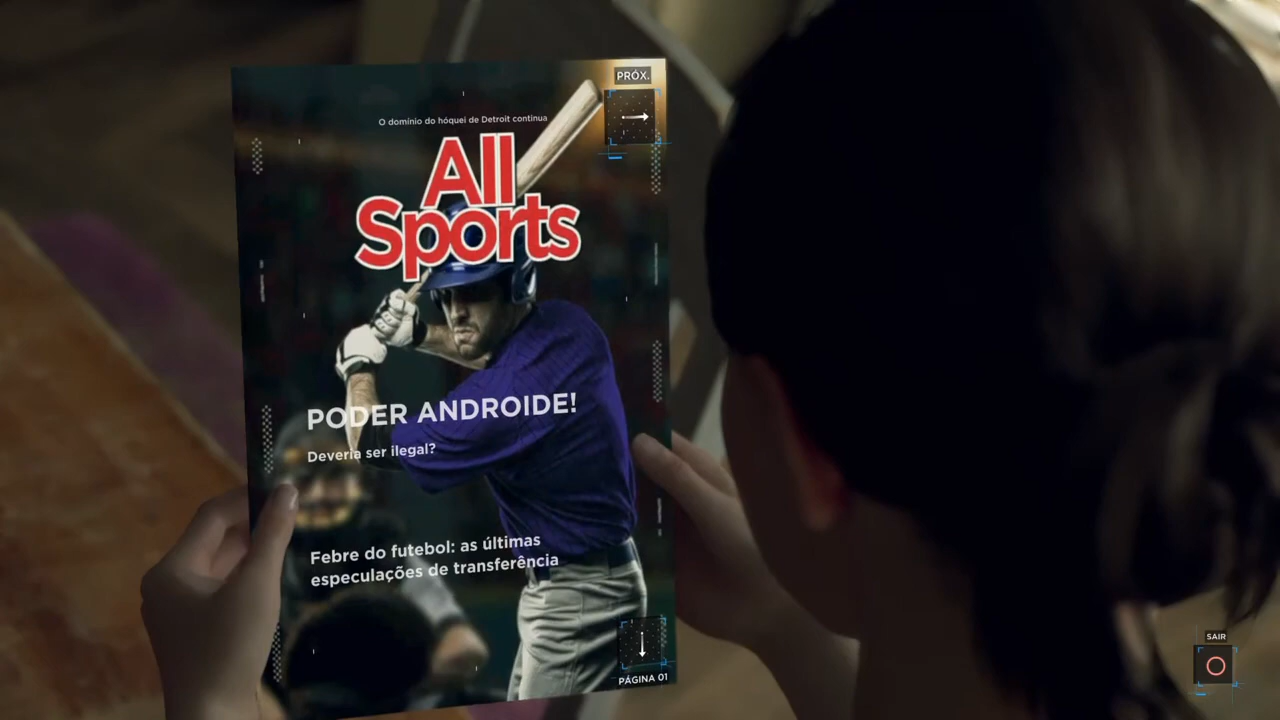 PRÓX.
O domínio do hóquei de Detroit continua
All
Sports
PODER ANDROIDE!
Deveria ser ilegal?
Febre do futebol: as últimas
especulações de transferência
PÁGINA 01
SAIR